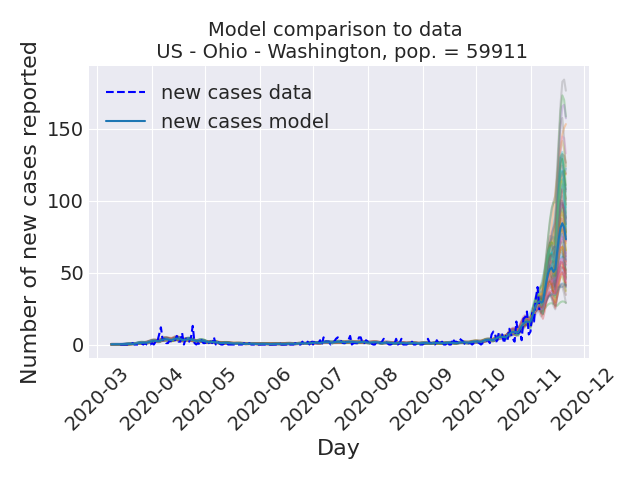 Model comparison to data
US - Ohio - Washington, pop. = 59911
Number of new cases reported
new cases data
new cases model
150
100
50
0
2020-03
2020-04
2020-05
2020-06
2020-07
2020-08
2020-09
2020-10
2020-11
2020-12
Day